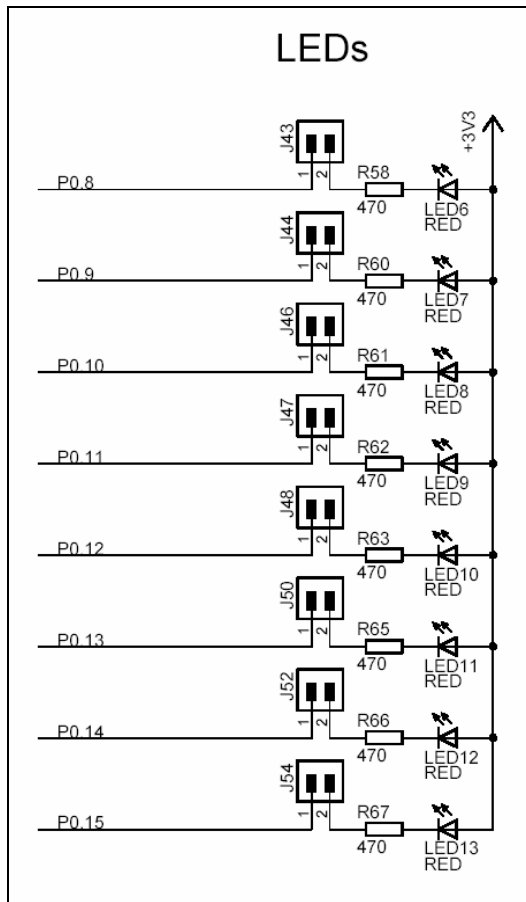 LEDs
+3V3
J43
1 2
P0.8
R58
470
LED6
RED
J44
1 2
P0.9
R60
470
LED7
RED
J46
1 2
P0.10
R61
470
LED8
RED
J47
1 2
P0.11
R62
470
LED9
RED
J48
1 2
P0.12
R63
470
LED10
RED
J50
1 2
P0.13
R65
470
LED11
RED
J52
1 2
P0.14
R66
470
LED12
RED
J54
1 2
P0.15
R67
470
LED13
RED